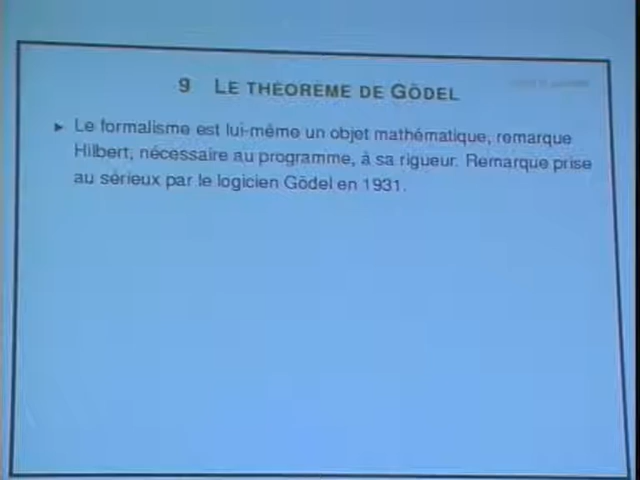 9 LE THÉORÈME DE GÖDEL
► Le formalisme est lui-même un objet mathématique, remarque
Hilbert, nécessaire au programme, à sa rigueur. Remarque prise
au sérieux par le logicien Gödel en 1931.